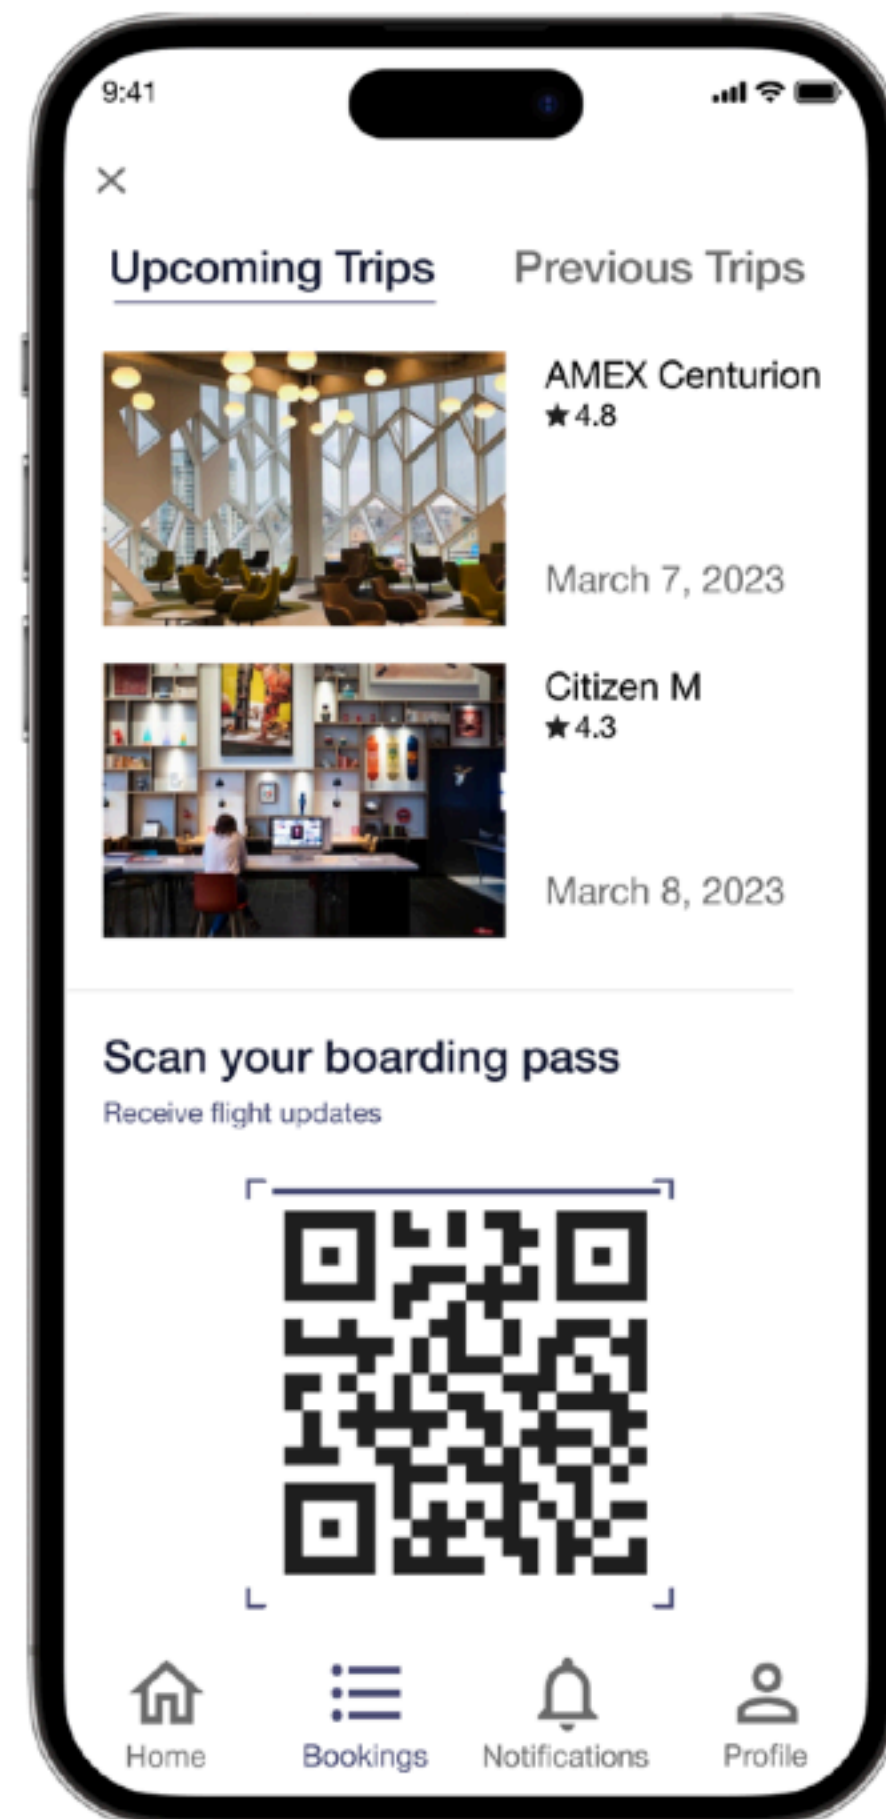 9:41
Upcoming Trips
Previous Trips
AMEX Centurion
★4.8
March 7, 2023
Citizen M
★4.3
March 8, 2023
Scan your boarding pass
Receive flight updates
Home
Bookings
Notifications
Profile